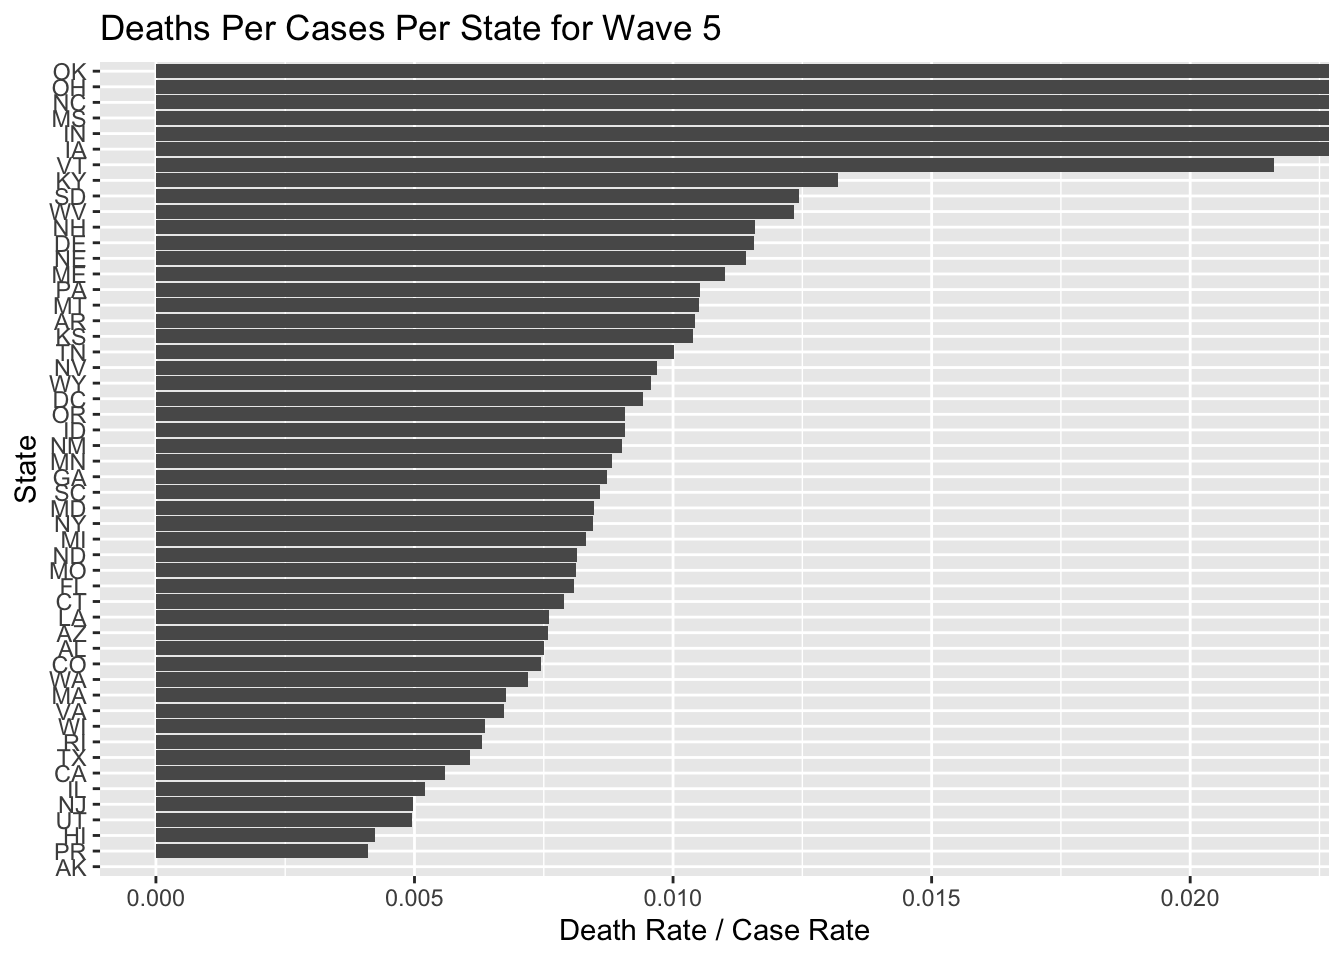 Deaths Per Cases Per State for Wave 5
OK
OH
NC
MS
IN
IA
VT
KY
SD
WV
NH
DE
NE
ME
PA
MT
AR
KS
TN
NV
WY
DC
OR
ID
NM
MN
GA
SC
MD
NY
MI
ND
MO
FL
CT
LA
AZ
AL
CO
WA
MA
VA
WI
RI
TX
CA
IL
NJ
UT
HI
PR
AK
State
0.000 0.005 0.010 0.015 0.020
Death Rate / Case Rate